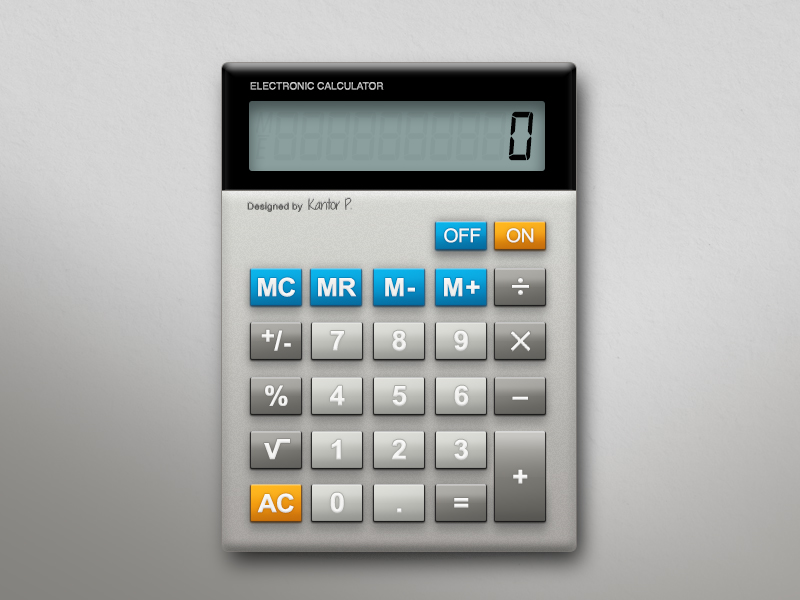 ELECTRONIC CALCULATOR
0
Designed by Kantor P.
OFF ON
MC MR M- M+ ÷
+/- 7 8 9 ×
% 4 5 6 −
√ 1 2 3 +
AC 0 . =